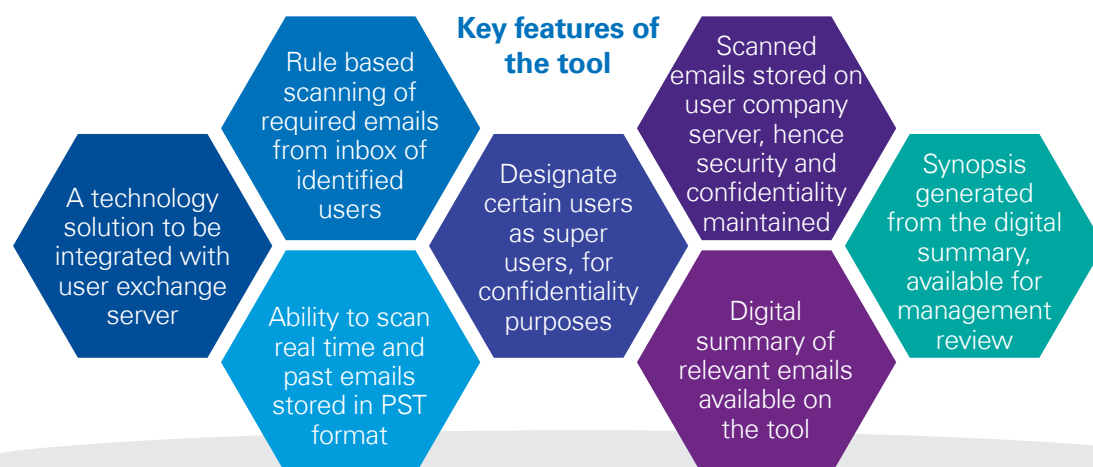 Key features of
the tool
A technology
solution to be
integrated with
user exchange
server
Rule based
scanning of
required emails
from inbox of
identified
users
Ability to scan
real time and
past emails
stored in PST
format
Designate
certain users
as super
users, for
confidentiality
purposes
Scanned
emails stored on
user company
server, hence
security and
confidentiality
maintained
Digital
summary of
relevant emails
available on
the tool
Synopsis
generated
from the digital
summary,
available for
management
review